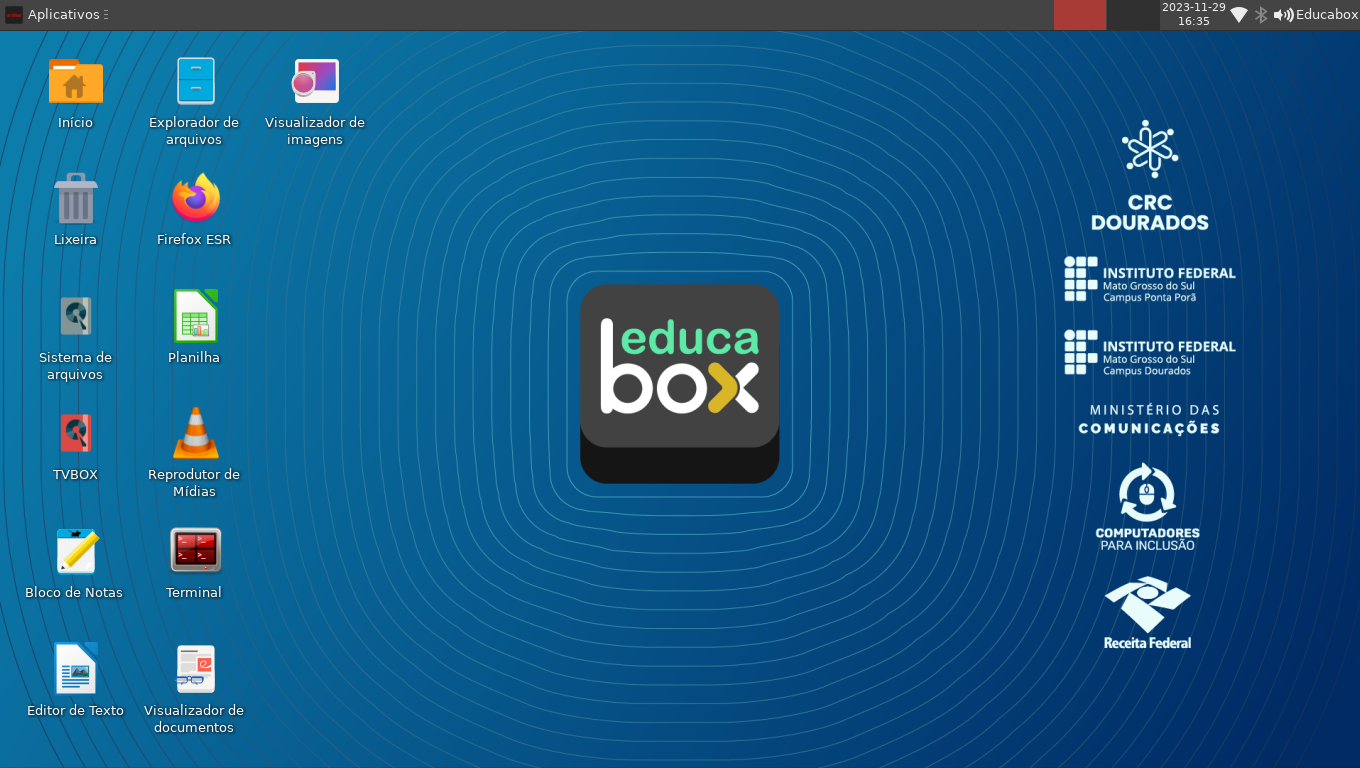 Aplicativos
2023-11-29
16:35
Educabox
Início
Explorador de
arquivos
Visualizador de
imagens
Lixeira
Firefox ESR
Sistema de
arquivos
Planilha
TVBOX
Reprodutor de
Mídias
Bloco de Notas
Terminal
Editor de Texto
Visualizador de
documentos
educa
box
CRC
DOURADOS
INSTITUTO FEDERAL
Mato Grosso do Sul
Campus Ponta Porã
INSTITUTO FEDERAL
Mato Grosso do Sul
Campus Dourados
MINISTÉRIO DAS
COMUNICAÇÕES
COMPUTADORES
PARA INCLUSÃO
Receita Federal